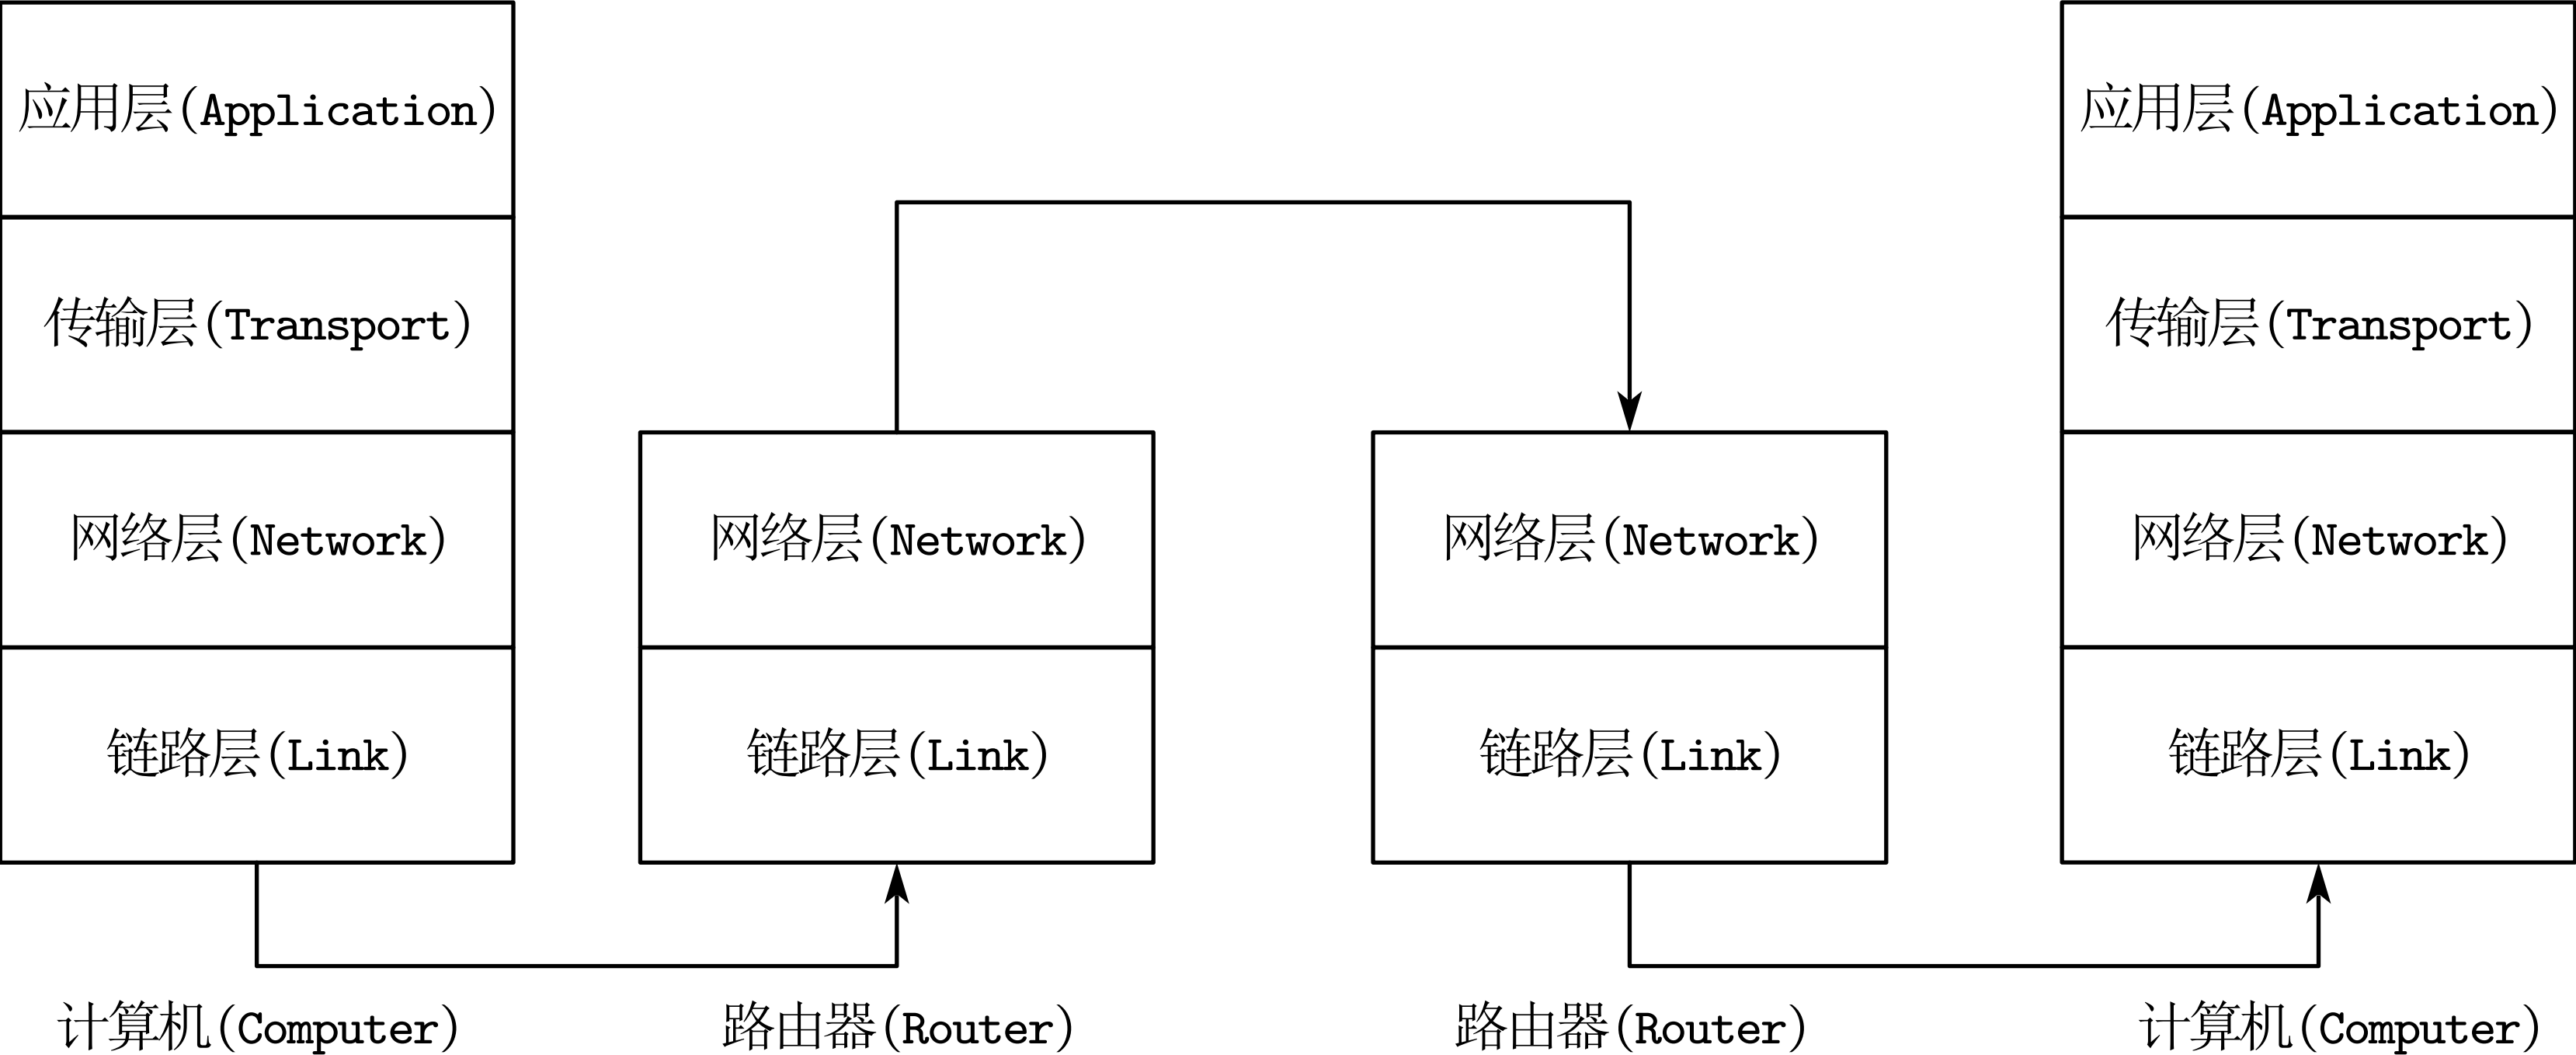 应用层(Application)
传输层(Transport)
网络层(Network)
链路层(Link)
计算机(Computer)
网络层(Network)
链路层(Link)
路由器(Router)
网络层(Network)
链路层(Link)
路由器(Router)
应用层(Application)
传输层(Transport)
网络层(Network)
链路层(Link)
计算机(Computer)